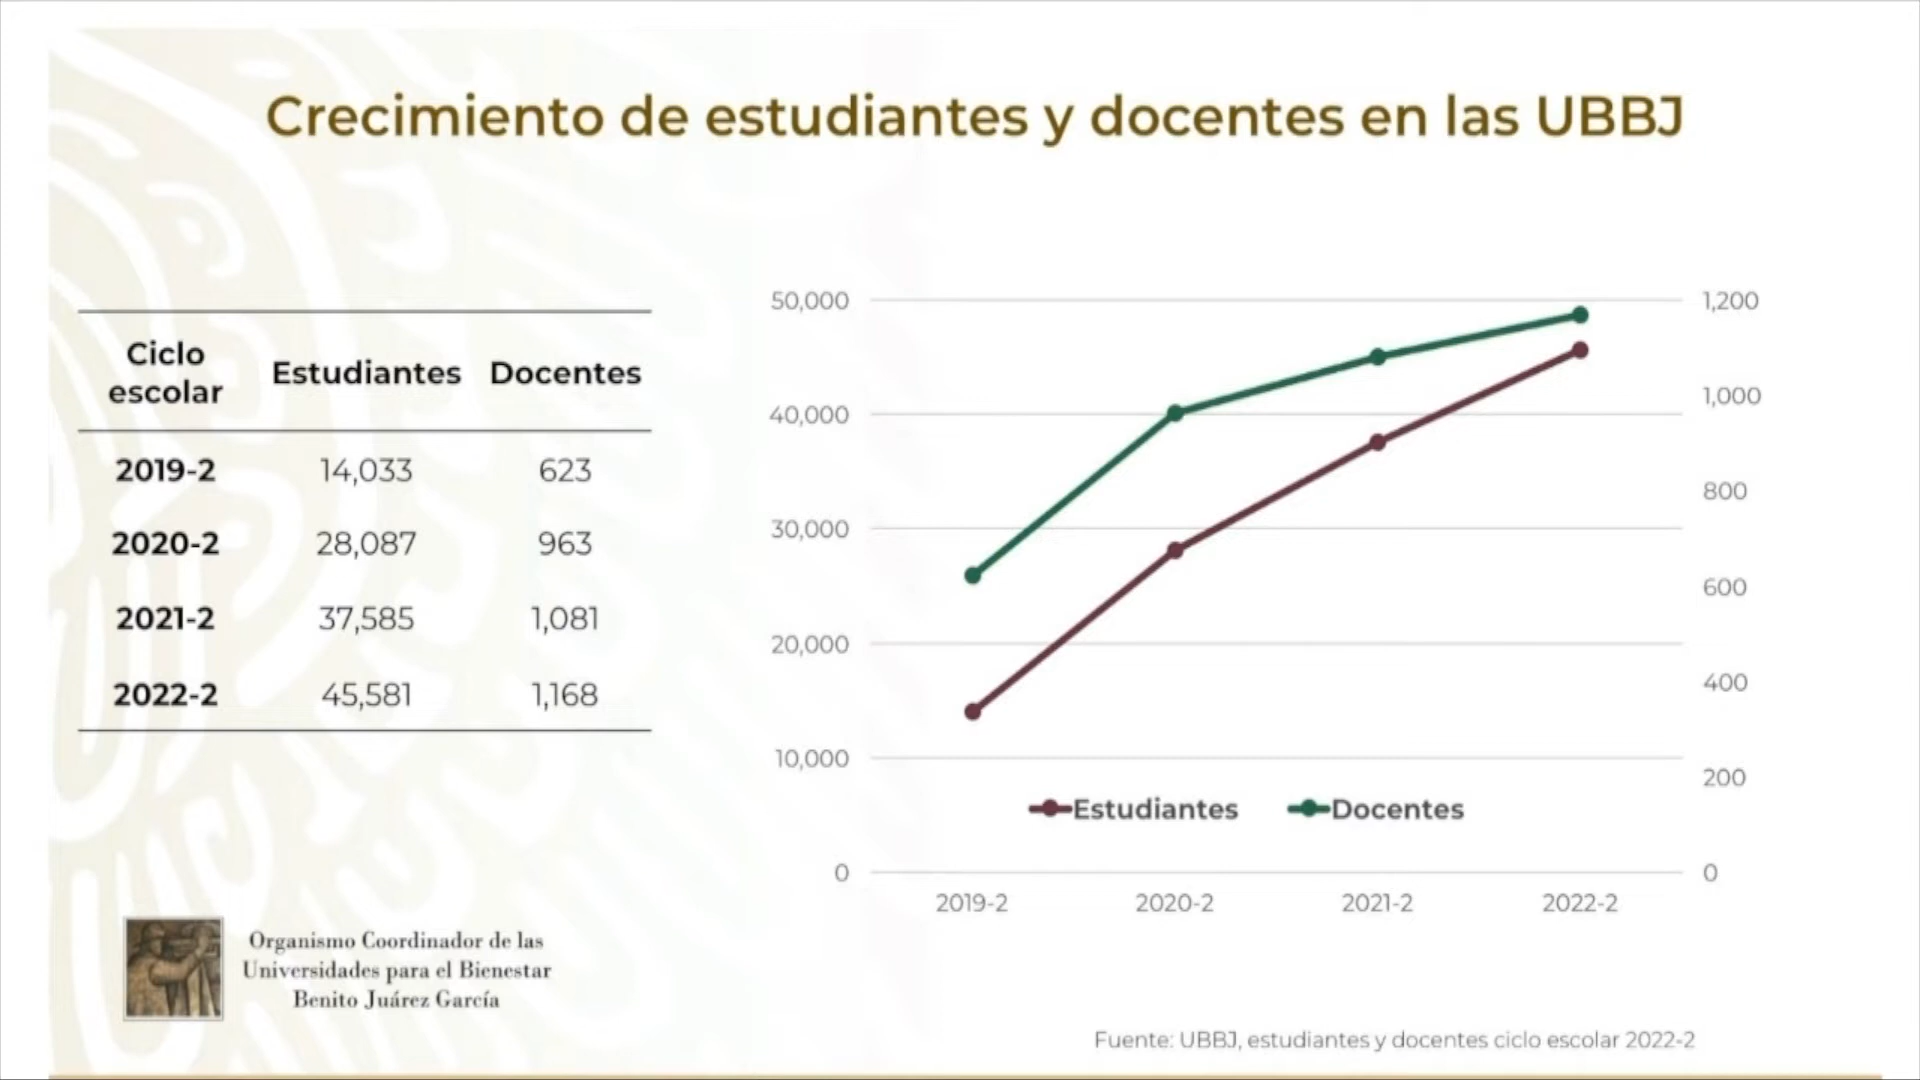 Crecimiento de estudiantes y docentes en las UBBJ
Ciclo
escolar
Estudiantes
Docentes
2019-2 14,033 623
2020-2 28,087 963
2021-2 37,585 1,081
2022-2 45,581 1,168
50,000
40,000
30,000
20,000
10,000
0
1,200
1,000
800
600
400
200
0
Estudiantes Docentes
2019-2 2020-2 2021-2 2022-2
Organismo Coordinador de las
Universidades para el Bienestar
Benito Juárez García
Fuente: UBBJ, estudiantes y docentes ciclo escolar 2022-2